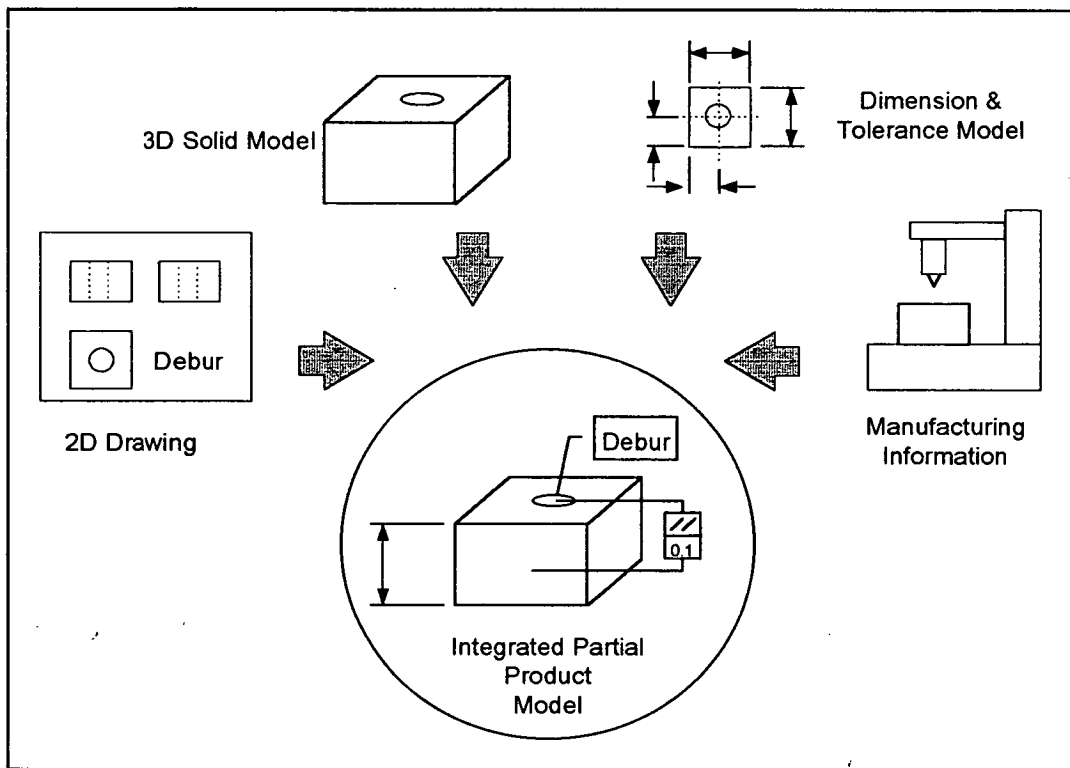 3D Solid Model
Dimension &
Tolerance Model
Debur
2D Drawing
Manufacturing
Information
Debur
//
0.1
Integrated Partial
Product
Model